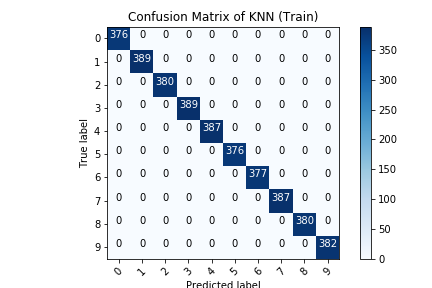 Confusion Matrix of KNN (Train)
0 376 0 0 0 0 0 0 0 0 0
1 0 389 0 0 0 0 0 0 0 0
2 0 0 380 0 0 0 0 0 0 0
3 0 0 0 389 0 0 0 0 0 0
4 0 0 0 0 387 0 0 0 0 0
5 0 0 0 0 0 376 0 0 0 0
6 0 0 0 0 0 0 377 0 0 0
7 0 0 0 0 0 0 0 387 0 0
8 0 0 0 0 0 0 0 0 380 0
9 0 0 0 0 0 0 0 0 0 382
True label
0 1 2 3 4 5 6 7 8 9
Predicted label
350
300
250
200
150
100
50
0